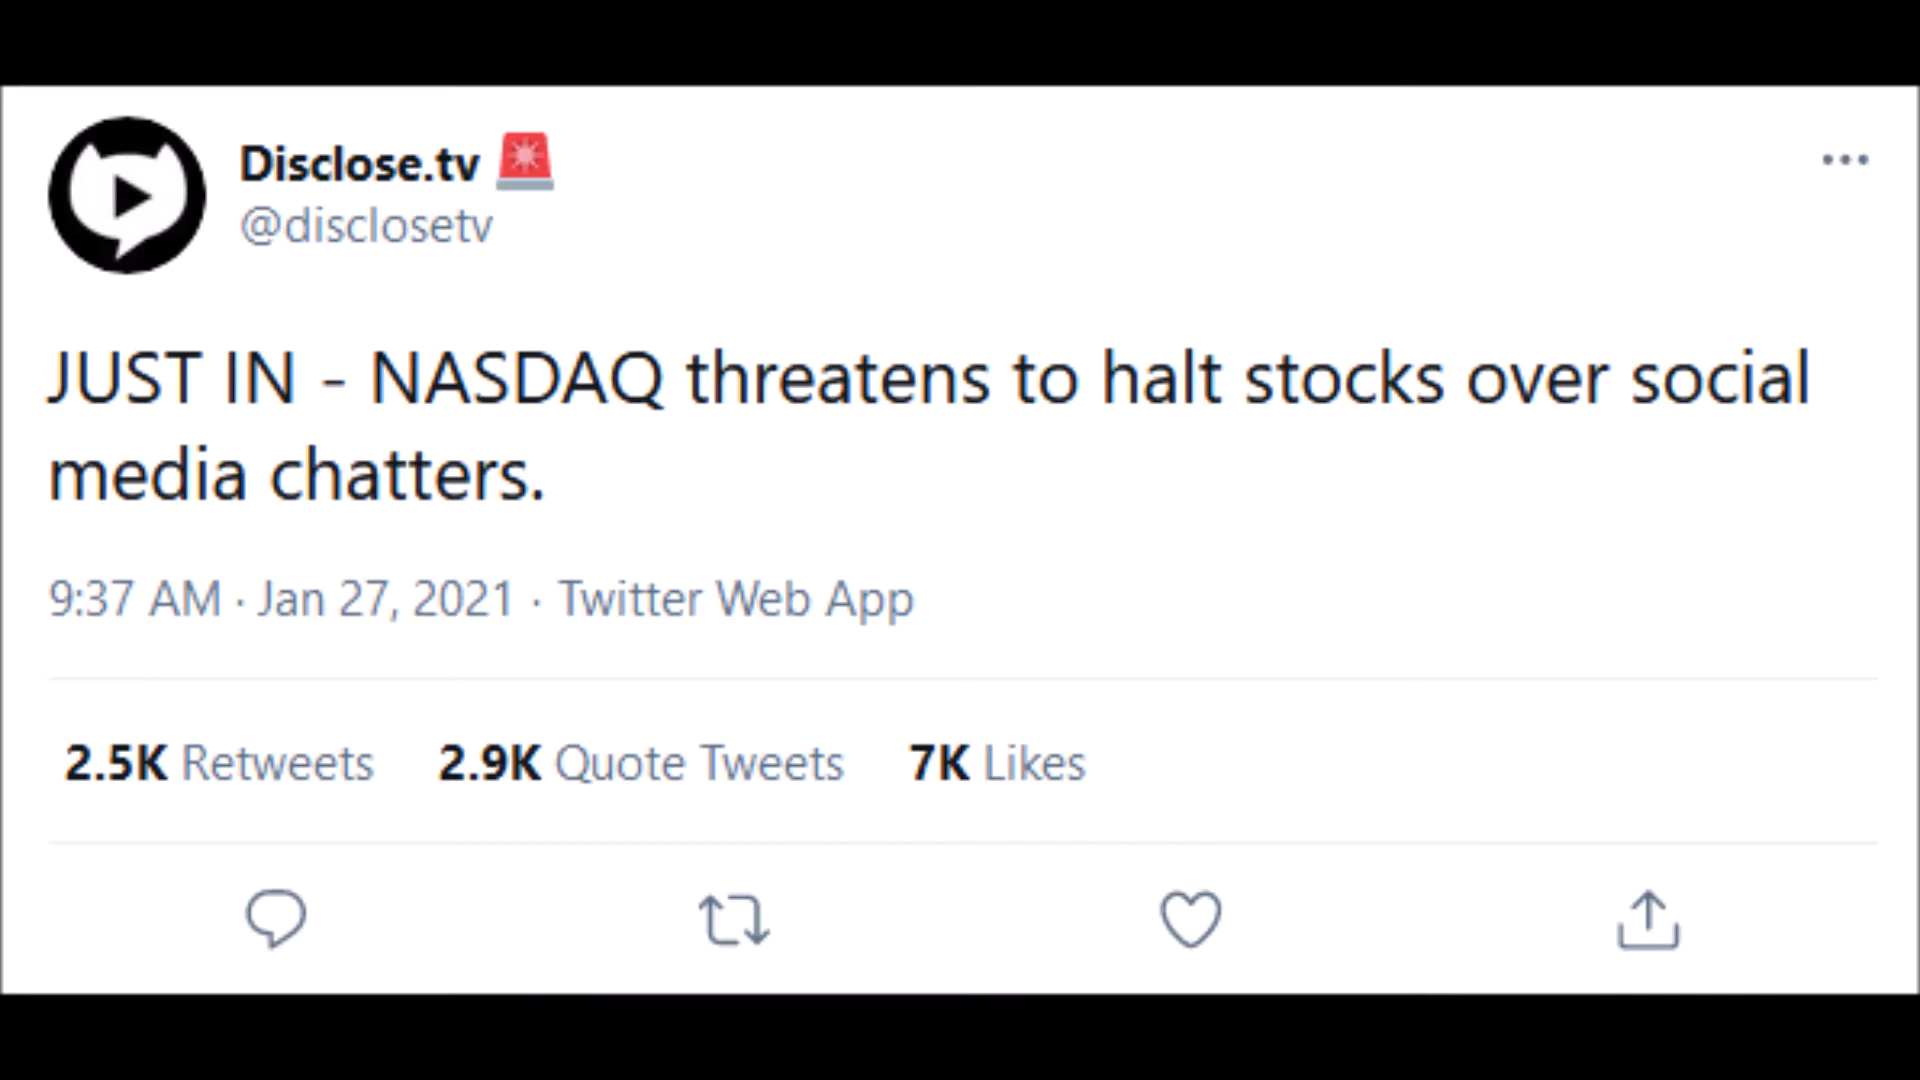 Disclose.tv 🚨
@disclosetv
JUST IN - NASDAQ threatens to halt stocks over social
media chatters.
9:37 AM · Jan 27, 2021 · Twitter Web App
2.5K Retweets 2.9K Quote Tweets 7K Likes